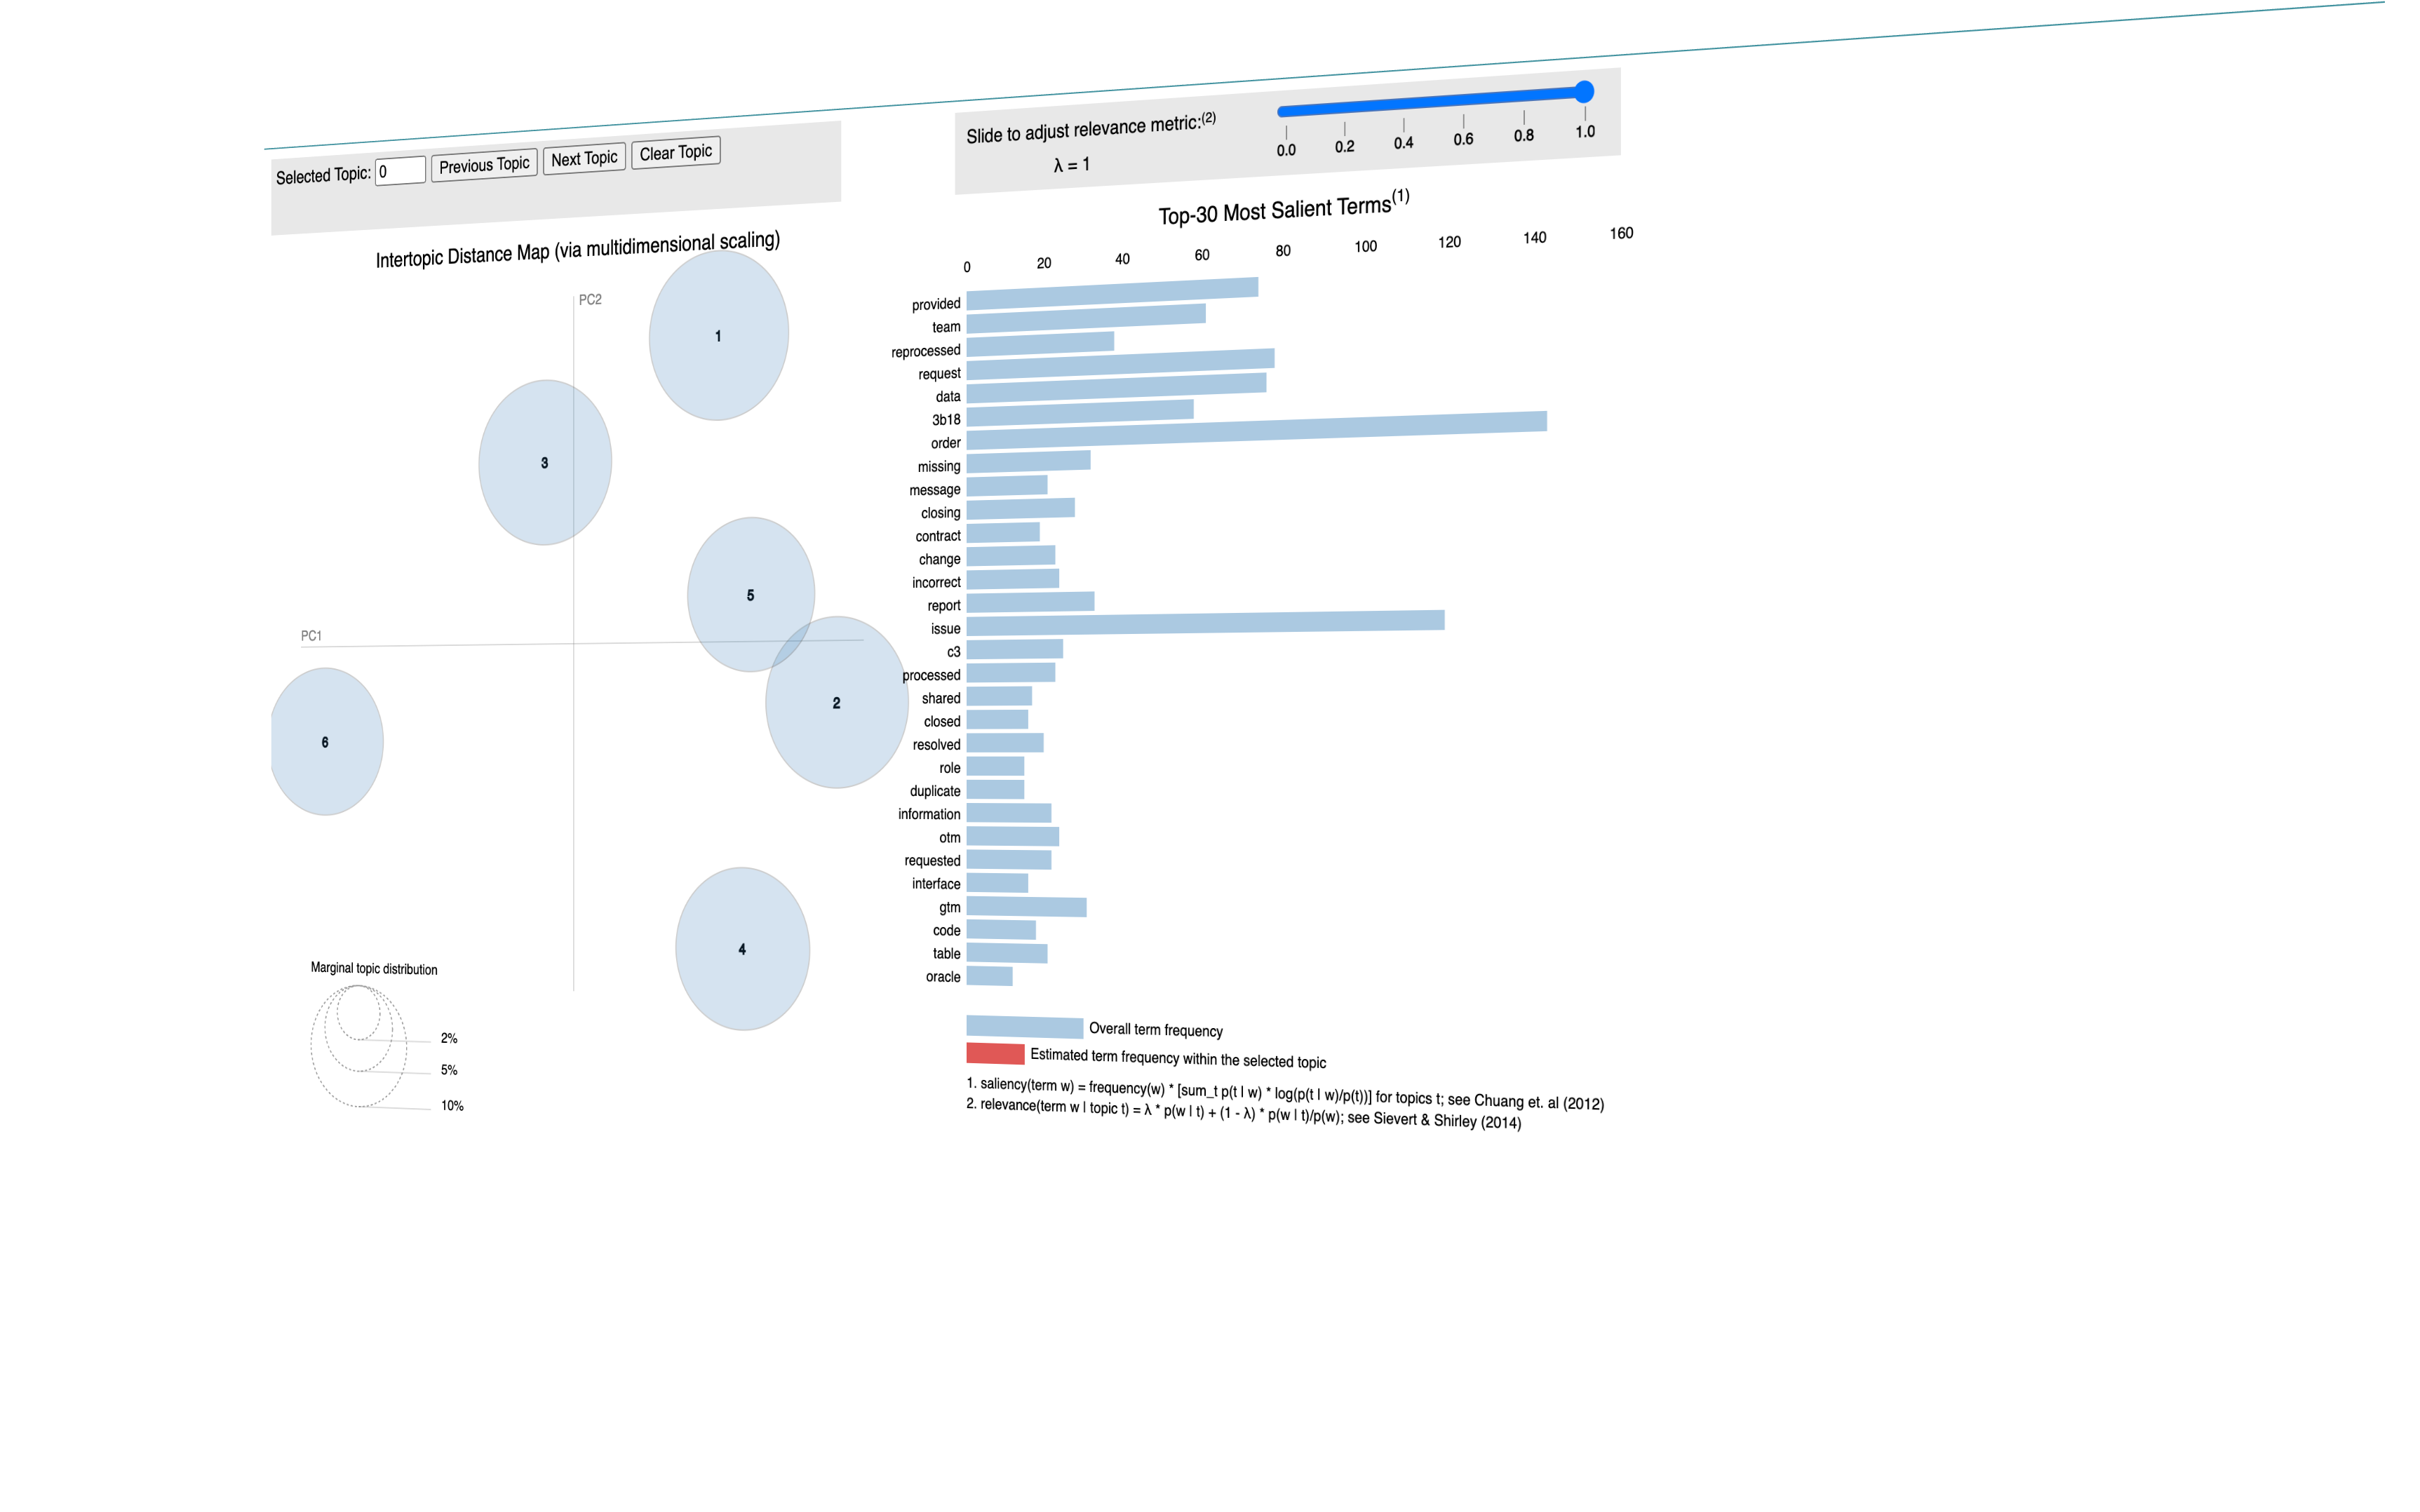 Selected Topic: 0 Previous Topic Next Topic Clear Topic
Slide to adjust relevance metric:(2)
λ = 1
0.0 0.2 0.4 0.6 0.8 1.0
Intertopic Distance Map (via multidimensional scaling)
PC2
PC1
1
3
5
2
6
4
Marginal topic distribution
2%
5%
10%
Top-30 Most Salient Terms(1)
0 20 40 60 80 100 120 140 160
provided
team
reprocessed
request
data
3b18
order
missing
message
closing
contract
change
incorrect
report
issue
c3
processed
shared
closed
resolved
role
duplicate
information
otm
requested
interface
gtm
code
table
oracle
Overall term frequency
Estimated term frequency within the selected topic
1. saliency(term w) = frequency(w) * [sum_t p(t | w) * log(p(t | w)/p(t))] for topics t; see Chuang et. al (2012)
2. relevance(term w | topic t) = λ * p(w | t) + (1 - λ) * p(w | t)/p(w); see Sievert & Shirley (2014)